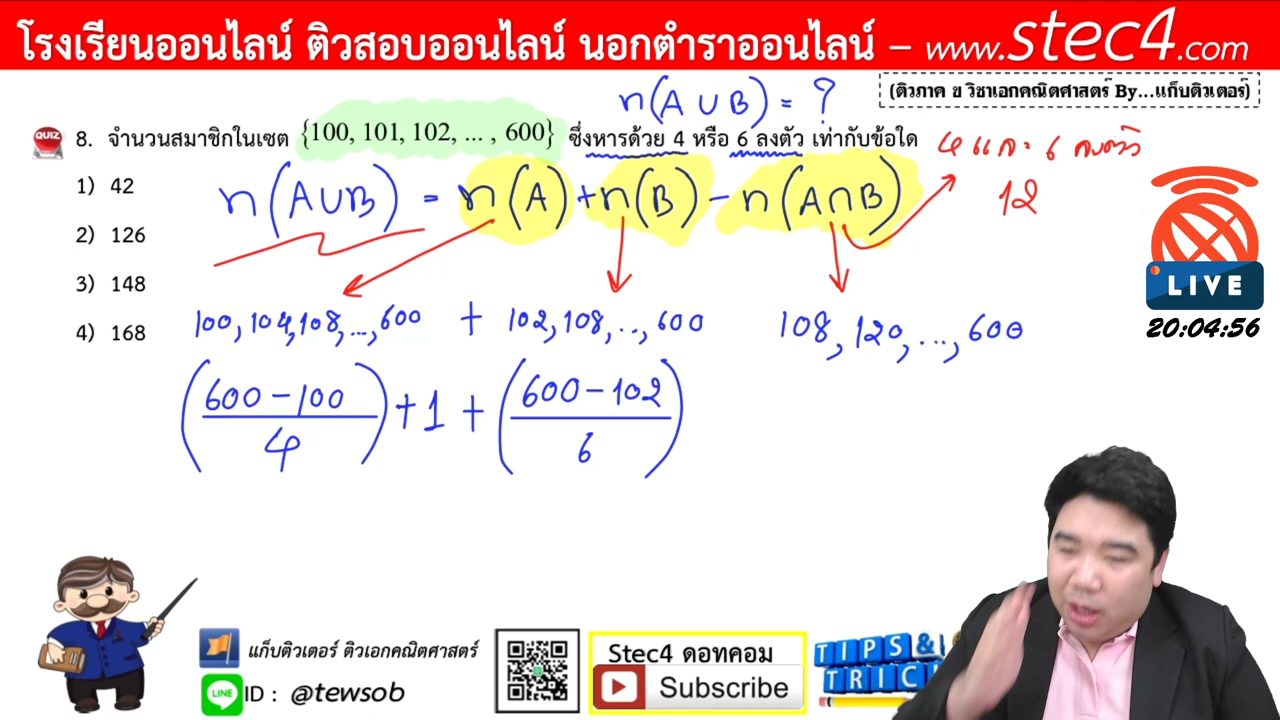 โรงเรียนออนไลน์ ติวสอบออนไลน์ นอกตำราออนไลน์ – www.stec4.com
n(A∪B) = ?
(ติวภาค ข วิชาเอกคณิตศาสตร์ By...แก็บติวเตอร์)
QUIZ 8. จำนวนสมาชิกในเซต {100, 101, 102, ... , 600} ซึ่งหารด้วย 4 หรือ 6 ลงตัว เท่ากับข้อใด
4 และ 6 ลงตัว
12
1) 42
n(A∪B) = n(A) + n(B) – n(A∩B)
2) 126
3) 148
4) 168
100, 104, 108, ..., 600 + 102, 108, .., 600
108, 120, ..., 600
(600 – 100 / 4) + 1 + (600 – 102 / 6)
LIVE
20:04:56
แก็บติวเตอร์ ติวเอกคณิตศาสตร์
LINE ID : @tewsob
Stec4 ดอทคอม
Subscribe
TIPS &
TRIC